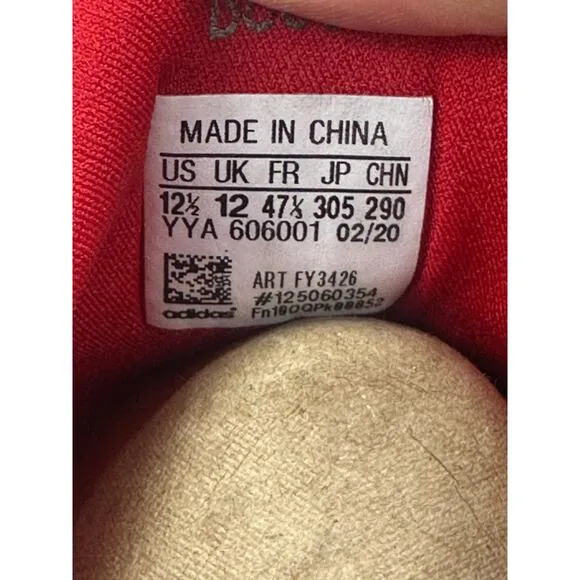 MADE IN CHINA
US UK FR JP CHN
12½ 12 47⅓ 305 290
YYA 606001 02/20
ART FY3426
#125060354
adidas